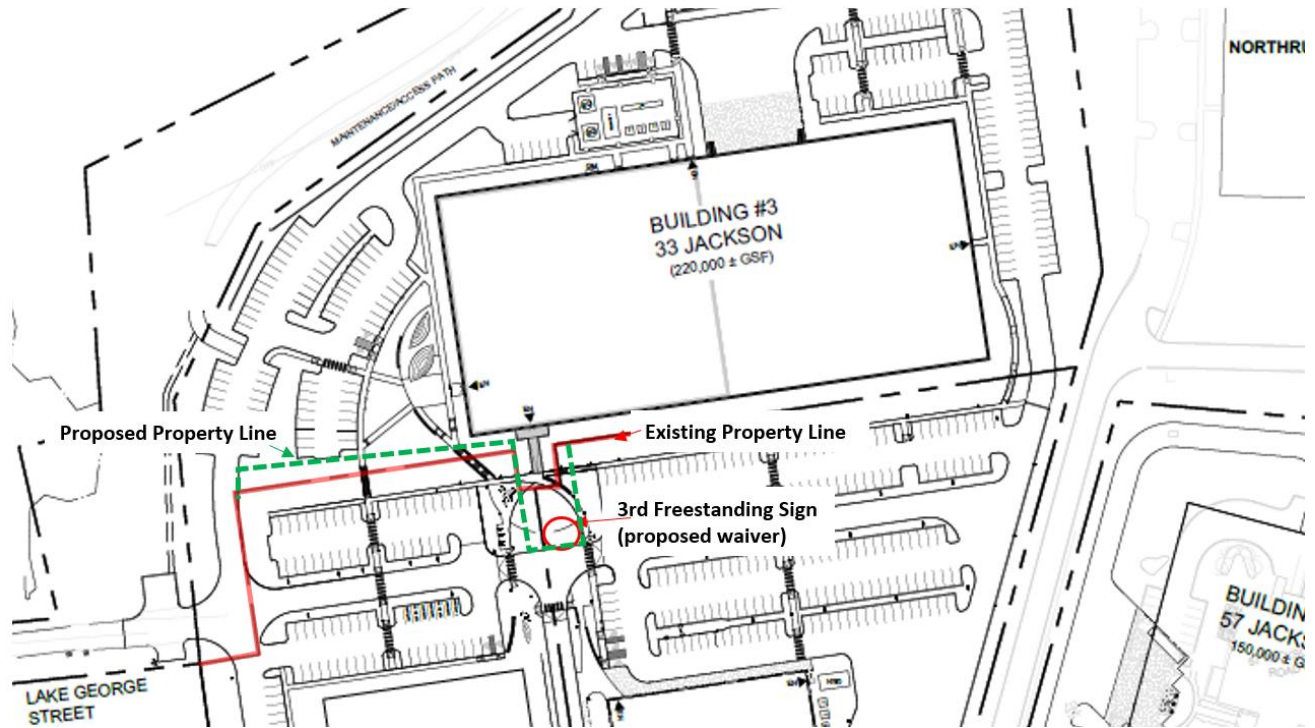 NORTHRU
MAINTENANCE/ACCESS PATH
BUILDING #3
33 JACKSON
(220,000 ± GSF)
Proposed Property Line
Existing Property Line
3rd Freestanding Sign
(proposed waiver)
BUILDIN
57 JACKS
150,000 ± G
LAKE GEORGE
STREET